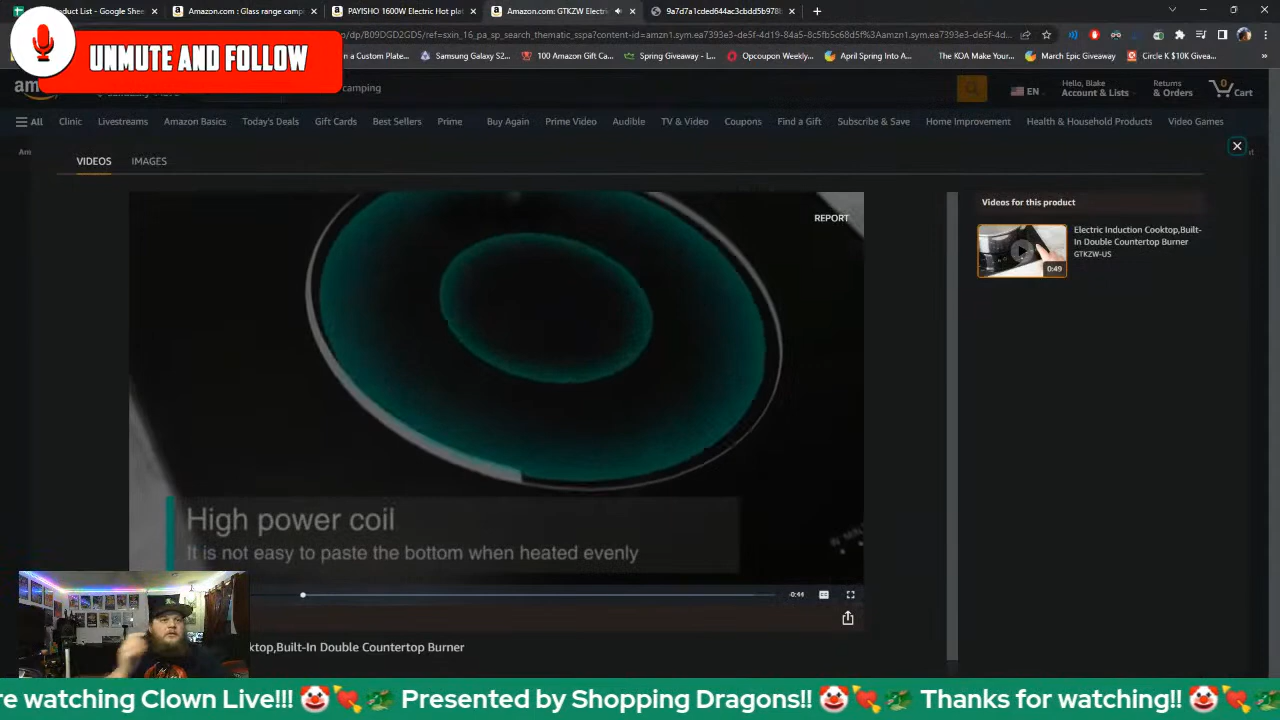 Product List - Google Shee
Amazon.com : Glass range camp
PAYISHO 1600W Electric Hot Pla
Amazon.com: GTKZW Electri
UNMUTE AND FOLLOW
n a Custom Plate...
Samsung Galaxy S2...
100 Amazon Gift Ca...
Spring Giveaway - L...
Opcoupon Weekly...
April Spring Into A...
The KOA Make Your...
March Epic Giveaway
Circle K $10K Givea...
camping
EN
Hello, Blake
Account & Lists
Returns
& Orders
0
Cart
All
Clinic
Livestreams
Amazon Basics
Today's Deals
Gift Cards
Best Sellers
Prime
Buy Again
Prime Video
Audible
TV & Video
Coupons
Find a Gift
Subscribe & Save
Home Improvement
Health & Household Products
Video Games
VIDEOS
IMAGES
REPORT
Videos for this product
Electric Induction Cooktop,Built-
In Double Countertop Burner
GTKZW-US
0:49
High power coil
It is not easy to paste the bottom when heated evenly
-0:44
ktop,Built-In Double Countertop Burner
re watching Clown Live!!! 🤡💘🐉 Presented by Shopping Dragons!! 🤡💘🐉 Thanks for watching!! 🤡💘🐉